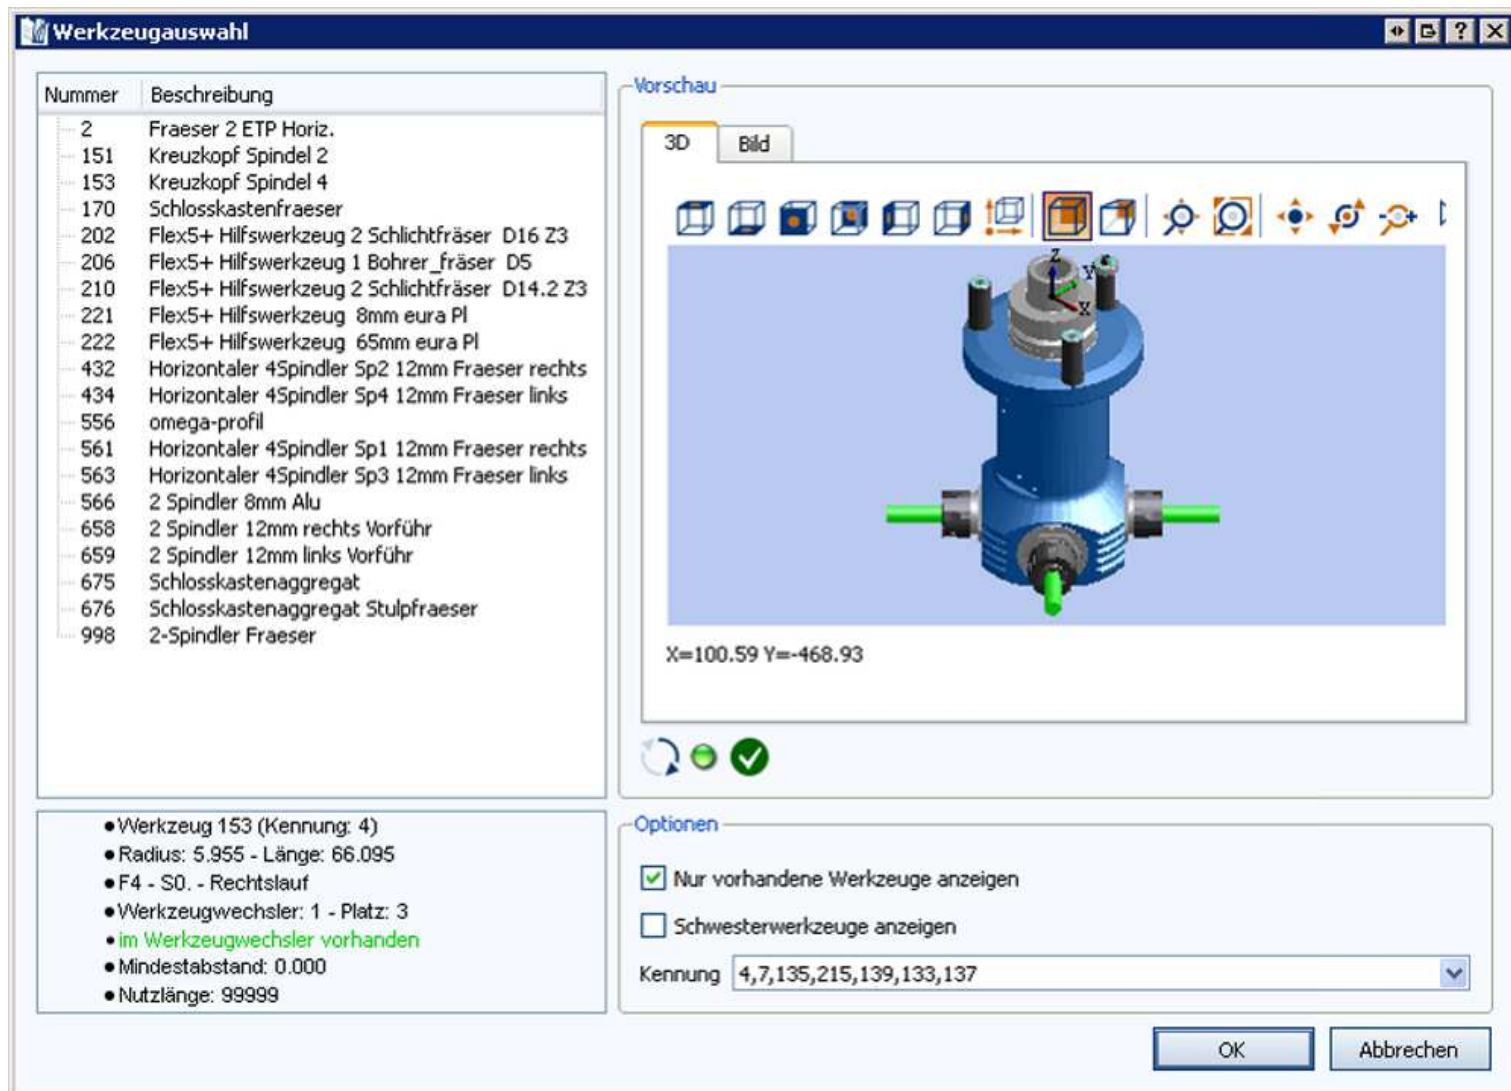 Werkzeugauswahl
Nummer Beschreibung
2 Fraeser 2 ETP Horiz.
151 Kreuzkopf Spindel 2
153 Kreuzkopf Spindel 4
170 Schlosskastenfraeser
202 Flex5+ Hilfswerkzeug 2 Schlichtfräser D16 Z3
206 Flex5+ Hilfswerkzeug 1 Bohrer_fräser D5
210 Flex5+ Hilfswerkzeug 2 Schlichtfräser D14.2 Z3
221 Flex5+ Hilfswerkzeug 8mm eura Pl
222 Flex5+ Hilfswerkzeug 65mm eura Pl
432 Horizontaler 4Spindler Sp2 12mm Fraeser rechts
434 Horizontaler 4Spindler Sp4 12mm Fraeser links
556 omega-profil
561 Horizontaler 4Spindler Sp1 12mm Fraeser rechts
563 Horizontaler 4Spindler Sp3 12mm Fraeser links
566 2 Spindler 8mm Alu
658 2 Spindler 12mm rechts Vorführ
659 2 Spindler 12mm links Vorführ
675 Schlosskastenaggregat
676 Schlosskastenaggregat Stulpfraeser
998 2-Spindler Fraeser
•Werkzeug 153 (Kennung: 4)
•Radius: 5.955 - Länge: 66.095
•F4 - S0. - Rechtslauf
•Werkzeugwechsler: 1 - Platz: 3
•im Werkzeugwechsler vorhanden
•Mindestabstand: 0.000
•Nutzlänge: 99999
Vorschau
3D Bild
Z
Y
X
X=100.59 Y=-468.93
Optionen
Nur vorhandene Werkzeuge anzeigen
Schwesterwerkzeuge anzeigen
Kennung 4,7,135,215,139,133,137
OK Abbrechen